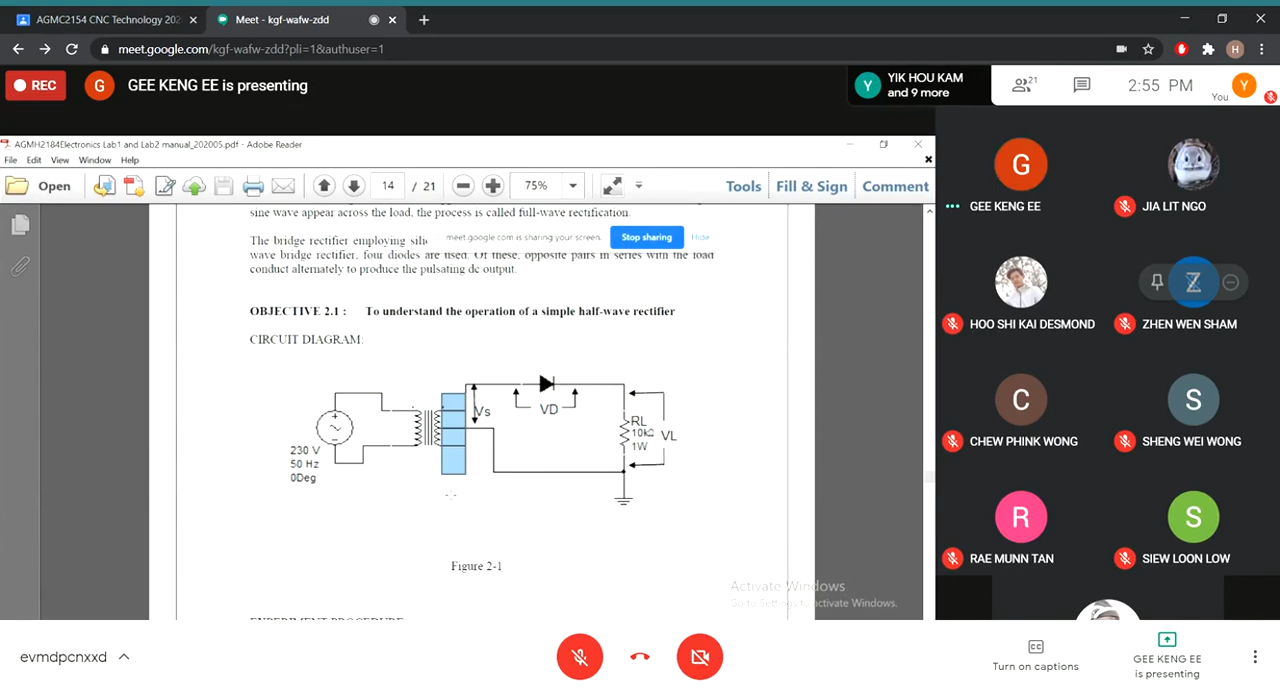 AGMC2154 CNC Technology 202
Meet - kgf-wafw-zdd
meet.google.com/kgf-wafw-zdd?pli=1&authuser=1
H
REC
G
GEE KENG EE is presenting
Y
YIK HOU KAM
and 9 more
21
2:55 PM
You
Y
AGMH2184Electronics Lab1 and Lab2 manual_202005.pdf - Adobe Reader
File Edit View Window Help
Open
14 / 21
75%
Tools
Fill & Sign
Comment
sine wave appear across the load, the process is called full-wave rectification.
The bridge rectifier employing
meet.google.com is sharing your screen.
Stop sharing
Hide
wave bridge rectifier, four diodes are used. Of these, opposite pairs in series with the load
conduct alternately to produce the pulsating dc output.
OBJECTIVE 2.1 : To understand the operation of a simple half-wave rectifier
CIRCUIT DIAGRAM:
Vs
VD
RL
10kΩ
1W
VL
230 V
50 Hz
0Deg
Figure 2-1
EXPERIMENT PROCEDURE
Activate Windows
Go to Settings to activate Windows.
G
GEE KENG EE
JIA LIT NGO
HOO SHI KAI DESMOND
Z
ZHEN WEN SHAM
C
CHEW PHINK WONG
S
SHENG WEI WONG
R
RAE MUNN TAN
S
SIEW LOON LOW
evmdpcnxxd
CC
Turn on captions
GEE KENG EE
is presenting